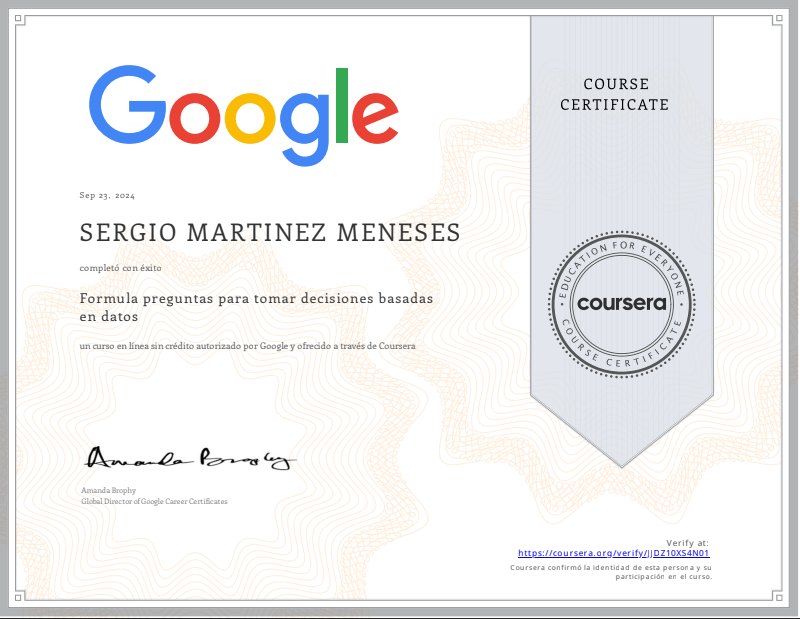 Google
COURSE
CERTIFICATE
Sep 23, 2024
SERGIO MARTINEZ MENESES
completó con éxito
Formula preguntas para tomar decisiones basadas
en datos
un curso en línea sin crédito autorizado por Google y ofrecido a través de Coursera
EDUCATION FOR EVERYONE
coursera
COURSE CERTIFICATE
Amanda Brophy
Amanda Brophy
Global Director of Google Career Certificates
Verify at:
https://coursera.org/verify/JJDZ10XS4N01
Coursera confirmó la identidad de esta persona y su
participación en el curso.